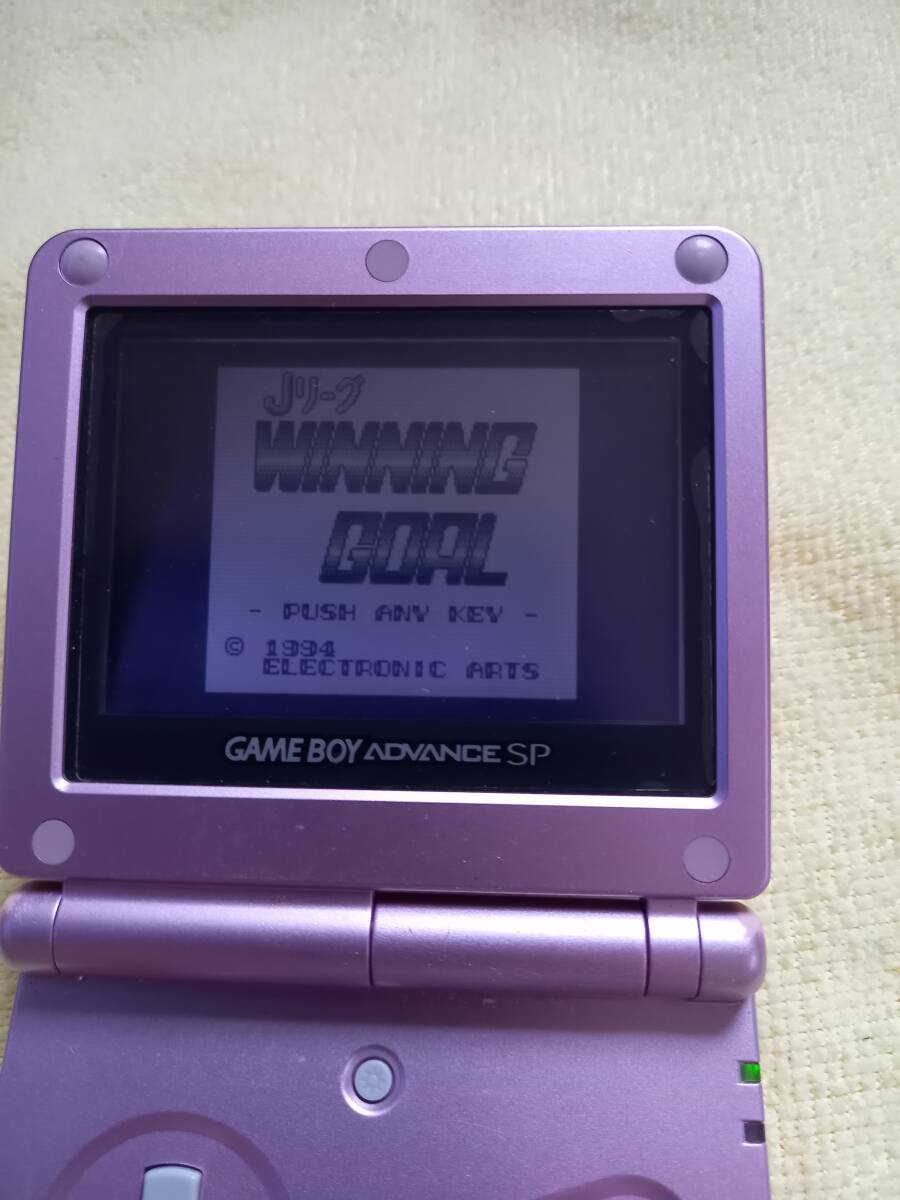 Jリーグ
WINNING
GOAL
- PUSH ANY KEY -
© 1994
ELECTRONIC ARTS
GAME BOY ADVANCE SP